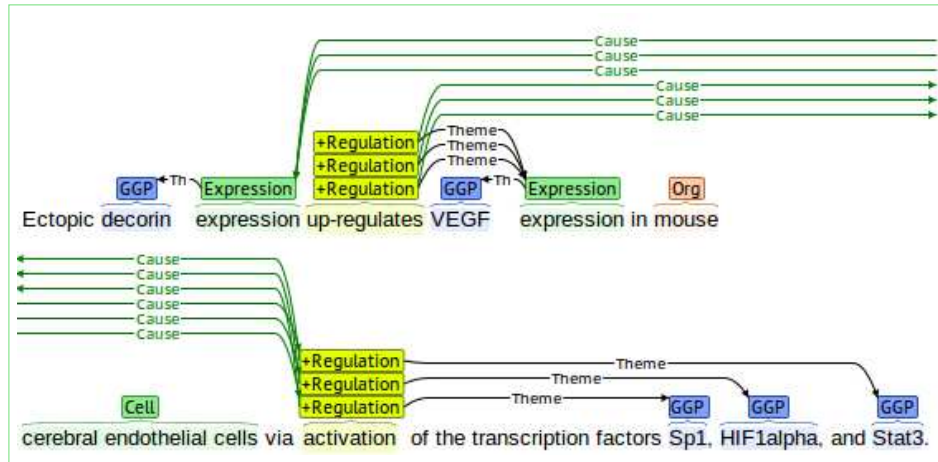 Cause
Cause
Cause
Cause
Cause
Cause
+Regulation Theme
+Regulation Theme
+Regulation Theme
GGP Th Expression GGP Th Expression Org
Ectopic decorin expression up-regulates VEGF expression in mouse
Cause
Cause
Cause
Cause
Cause
Cause
+Regulation Theme
+Regulation Theme
Cell +Regulation Theme GGP GGP GGP
cerebral endothelial cells via activation of the transcription factors Sp1, HIF1alpha, and Stat3.